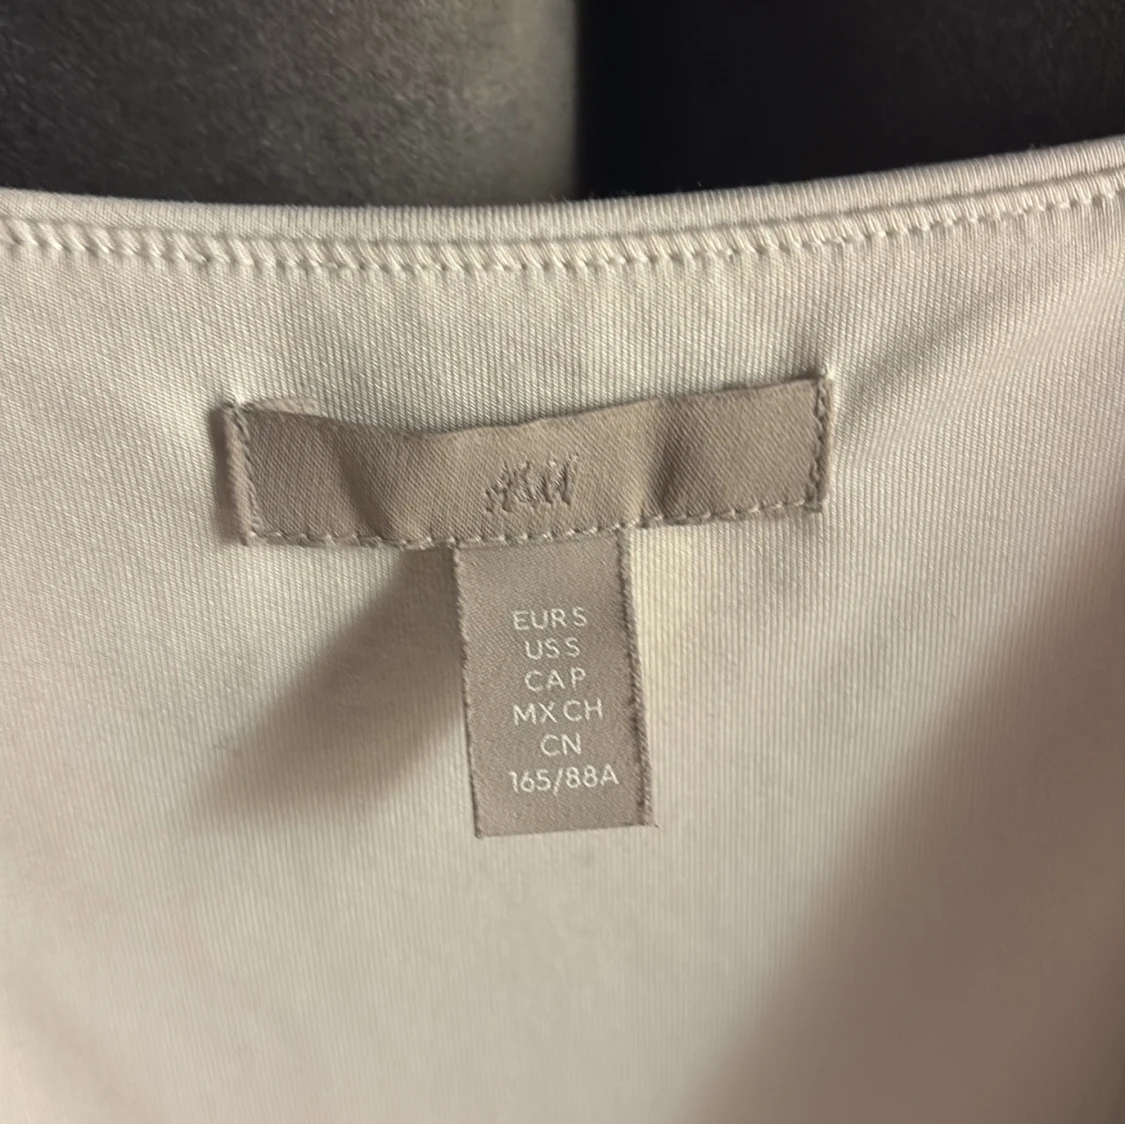 H&M
EUR S
US S
CA P
MX CH
CN
165/88A